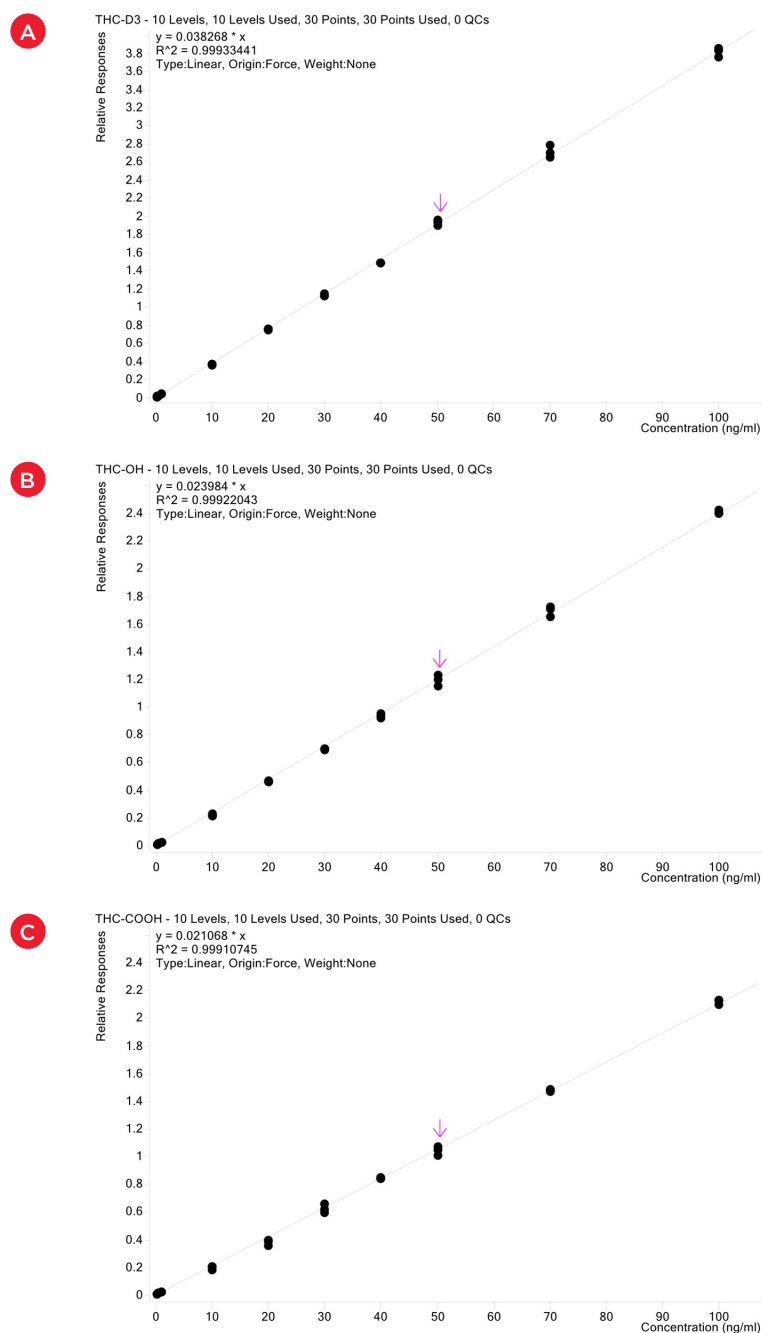 A
THC-D3 - 10 Levels, 10 Levels Used, 30 Points, 30 Points Used, 0 QCs
y = 0.038268 * x
R^2 = 0.99933441
Type:Linear, Origin:Force, Weight:None
Relative Responses
3.8
3.6
3.4
3.2
3
2.8
2.6
2.4
2.2
2
1.8
1.6
1.4
1.2
1
0.8
0.6
0.4
0.2
0
0 10 20 30 40 50 60 70 80 90 100
Concentration (ng/ml)
B
THC-OH - 10 Levels, 10 Levels Used, 30 Points, 30 Points Used, 0 QCs
y = 0.023984 * x
R^2 = 0.99922043
Type:Linear, Origin:Force, Weight:None
Relative Responses
2.4
2.2
2
1.8
1.6
1.4
1.2
1
0.8
0.6
0.4
0.2
0
0 10 20 30 40 50 60 70 80 90 100
Concentration (ng/ml)
C
THC-COOH - 10 Levels, 10 Levels Used, 30 Points, 30 Points Used, 0 QCs
y = 0.021068 * x
R^2 = 0.99910745
Type:Linear, Origin:Force, Weight:None
Relative Responses
2.4
2.2
2
1.8
1.6
1.4
1.2
1
0.8
0.6
0.4
0.2
0
0 10 20 30 40 50 60 70 80 90 100
Concentration (ng/ml)